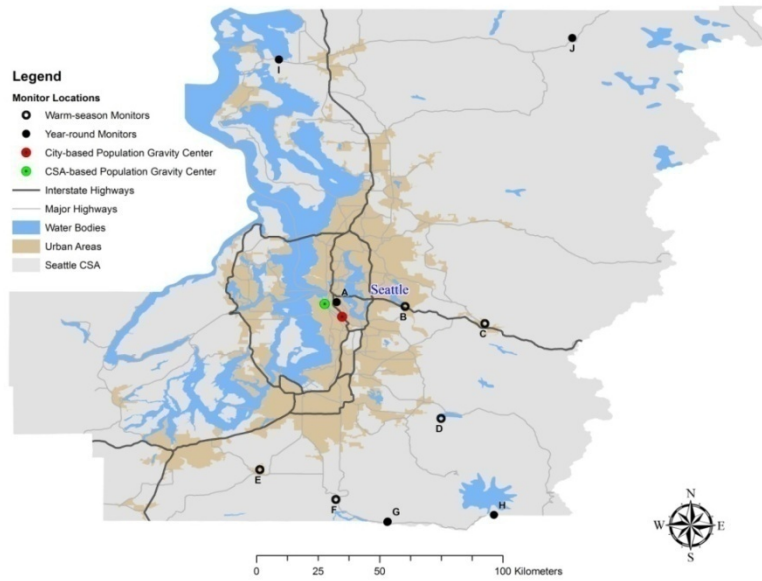 J
I
Legend
Monitor Locations
Warm-season Monitors
Year-round Monitors
City-based Population Gravity Center
CSA-based Population Gravity Center
Interstate Highways
Major Highways
Water Bodies
Urban Areas
Seattle CSA
Seattle
A
B
C
D
E
F
G
H
N
W E
S
0 25 50 100 Kilometers